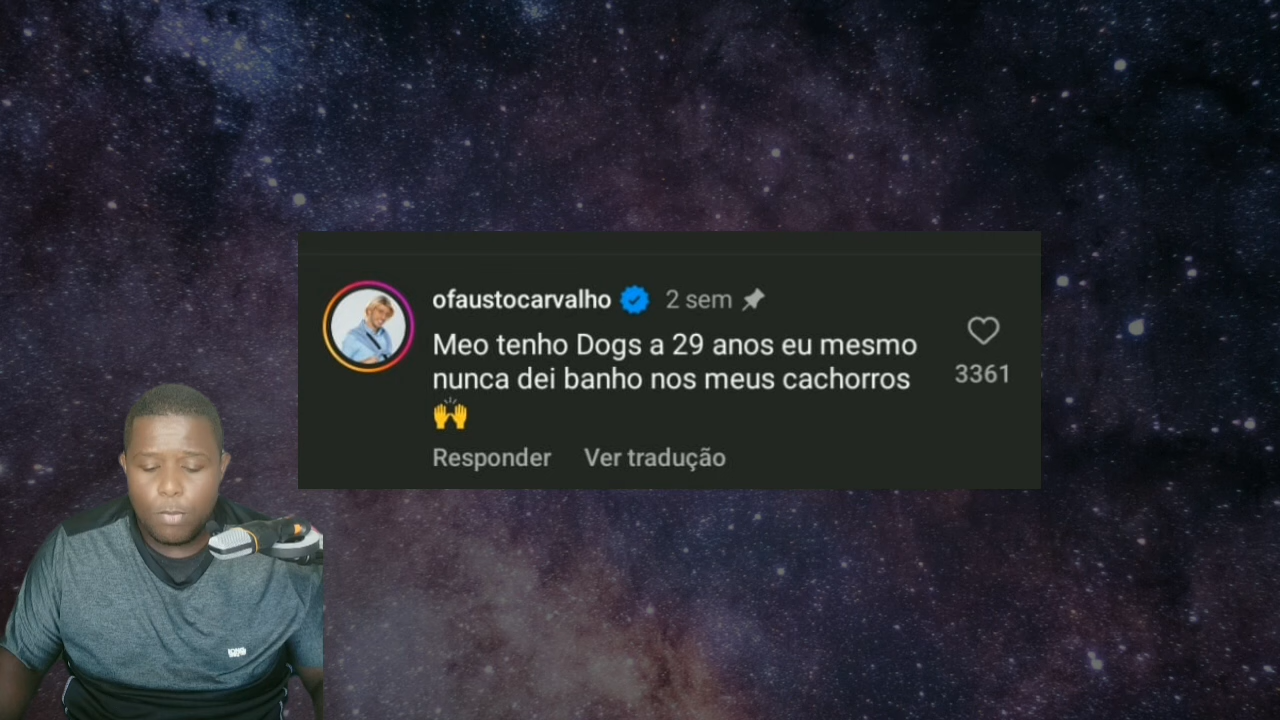 ofaustocarvalho 2 sem
Meo tenho Dogs a 29 anos eu mesmo
nunca dei banho nos meus cachorros
🙌
3361
Responder Ver tradução